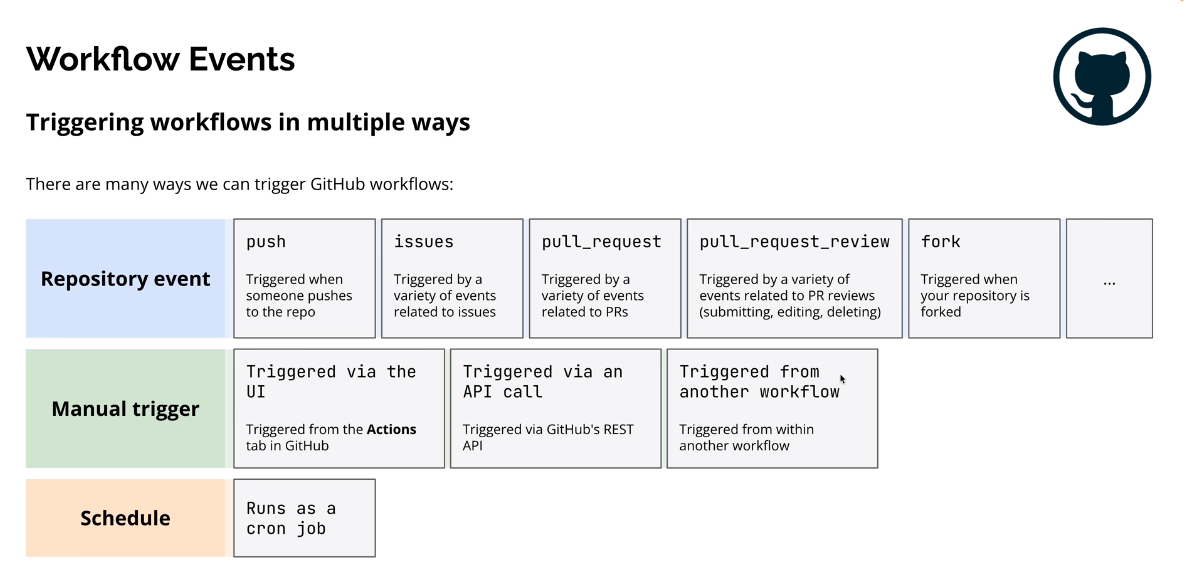 Workflow Events
Triggering workflows in multiple ways
There are many ways we can trigger GitHub workflows:
Repository event
push
Triggered when
someone pushes
to the repo
issues
Triggered by a
variety of events
related to issues
pull_request
Triggered by a
variety of events
related to PRs
pull_request_review
Triggered by a variety of
events related to PR reviews
(submitting, editing, deleting)
fork
Triggered when
your repository is
forked
...
Manual trigger
Triggered via the
UI
Triggered from the Actions
tab in GitHub
Triggered via an
API call
Triggered via GitHub's REST
API
Triggered from
another workflow
Triggered from within
another workflow
Schedule
Runs as a
cron job